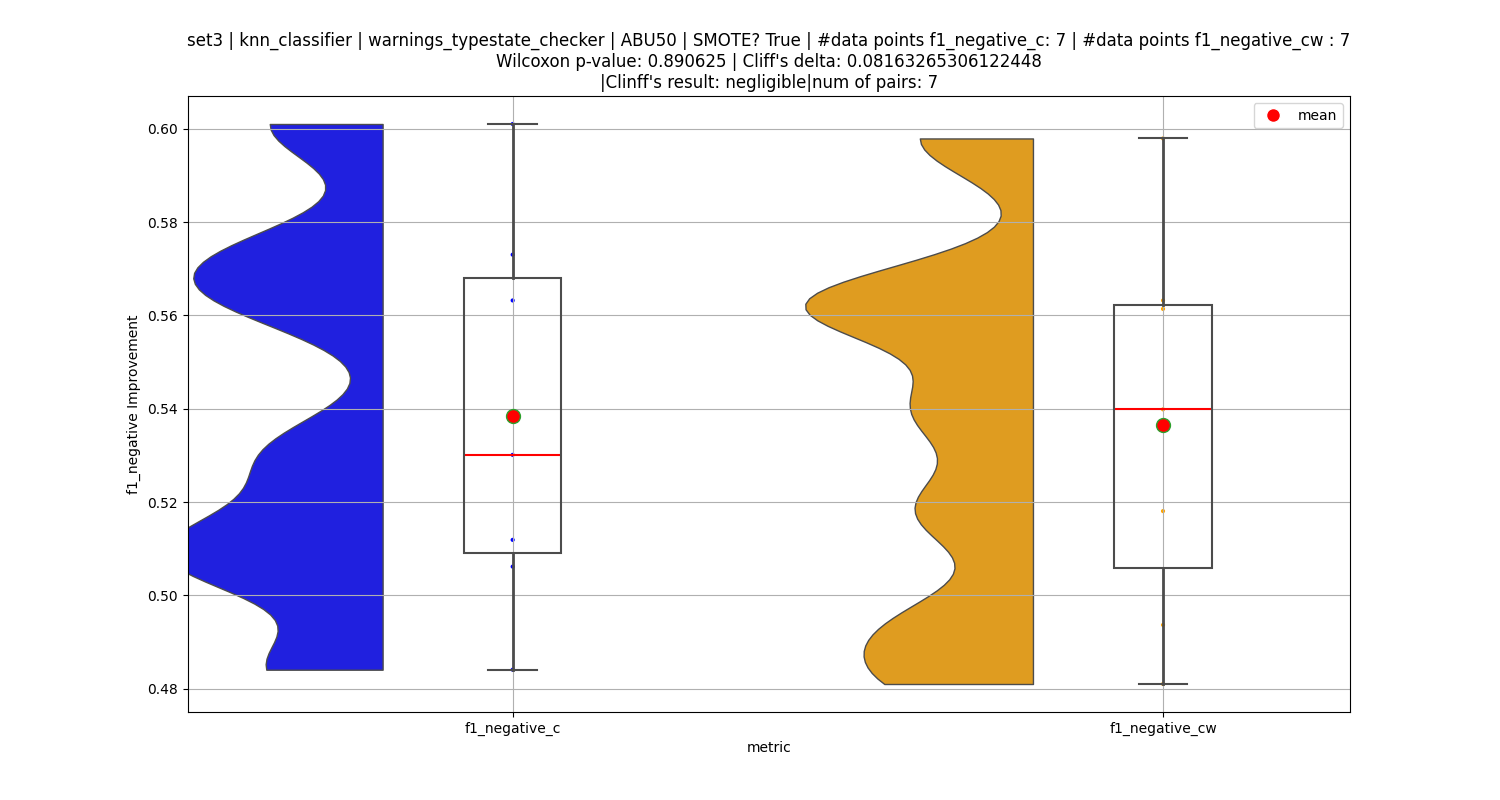 set3 | knn_classifier | warnings_typestate_checker | ABU50 | SMOTE? True | #data points f1_negative_c: 7 | #data points f1_negative_cw : 7
Wilcoxon p-value: 0.890625 | Cliff's delta: 0.08163265306122448
|Clinff's result: negligible|num of pairs: 7
mean
0.60
0.58
0.56
0.54
0.52
0.50
0.48
f1_negative Improvement
f1_negative_c
f1_negative_cw
metric